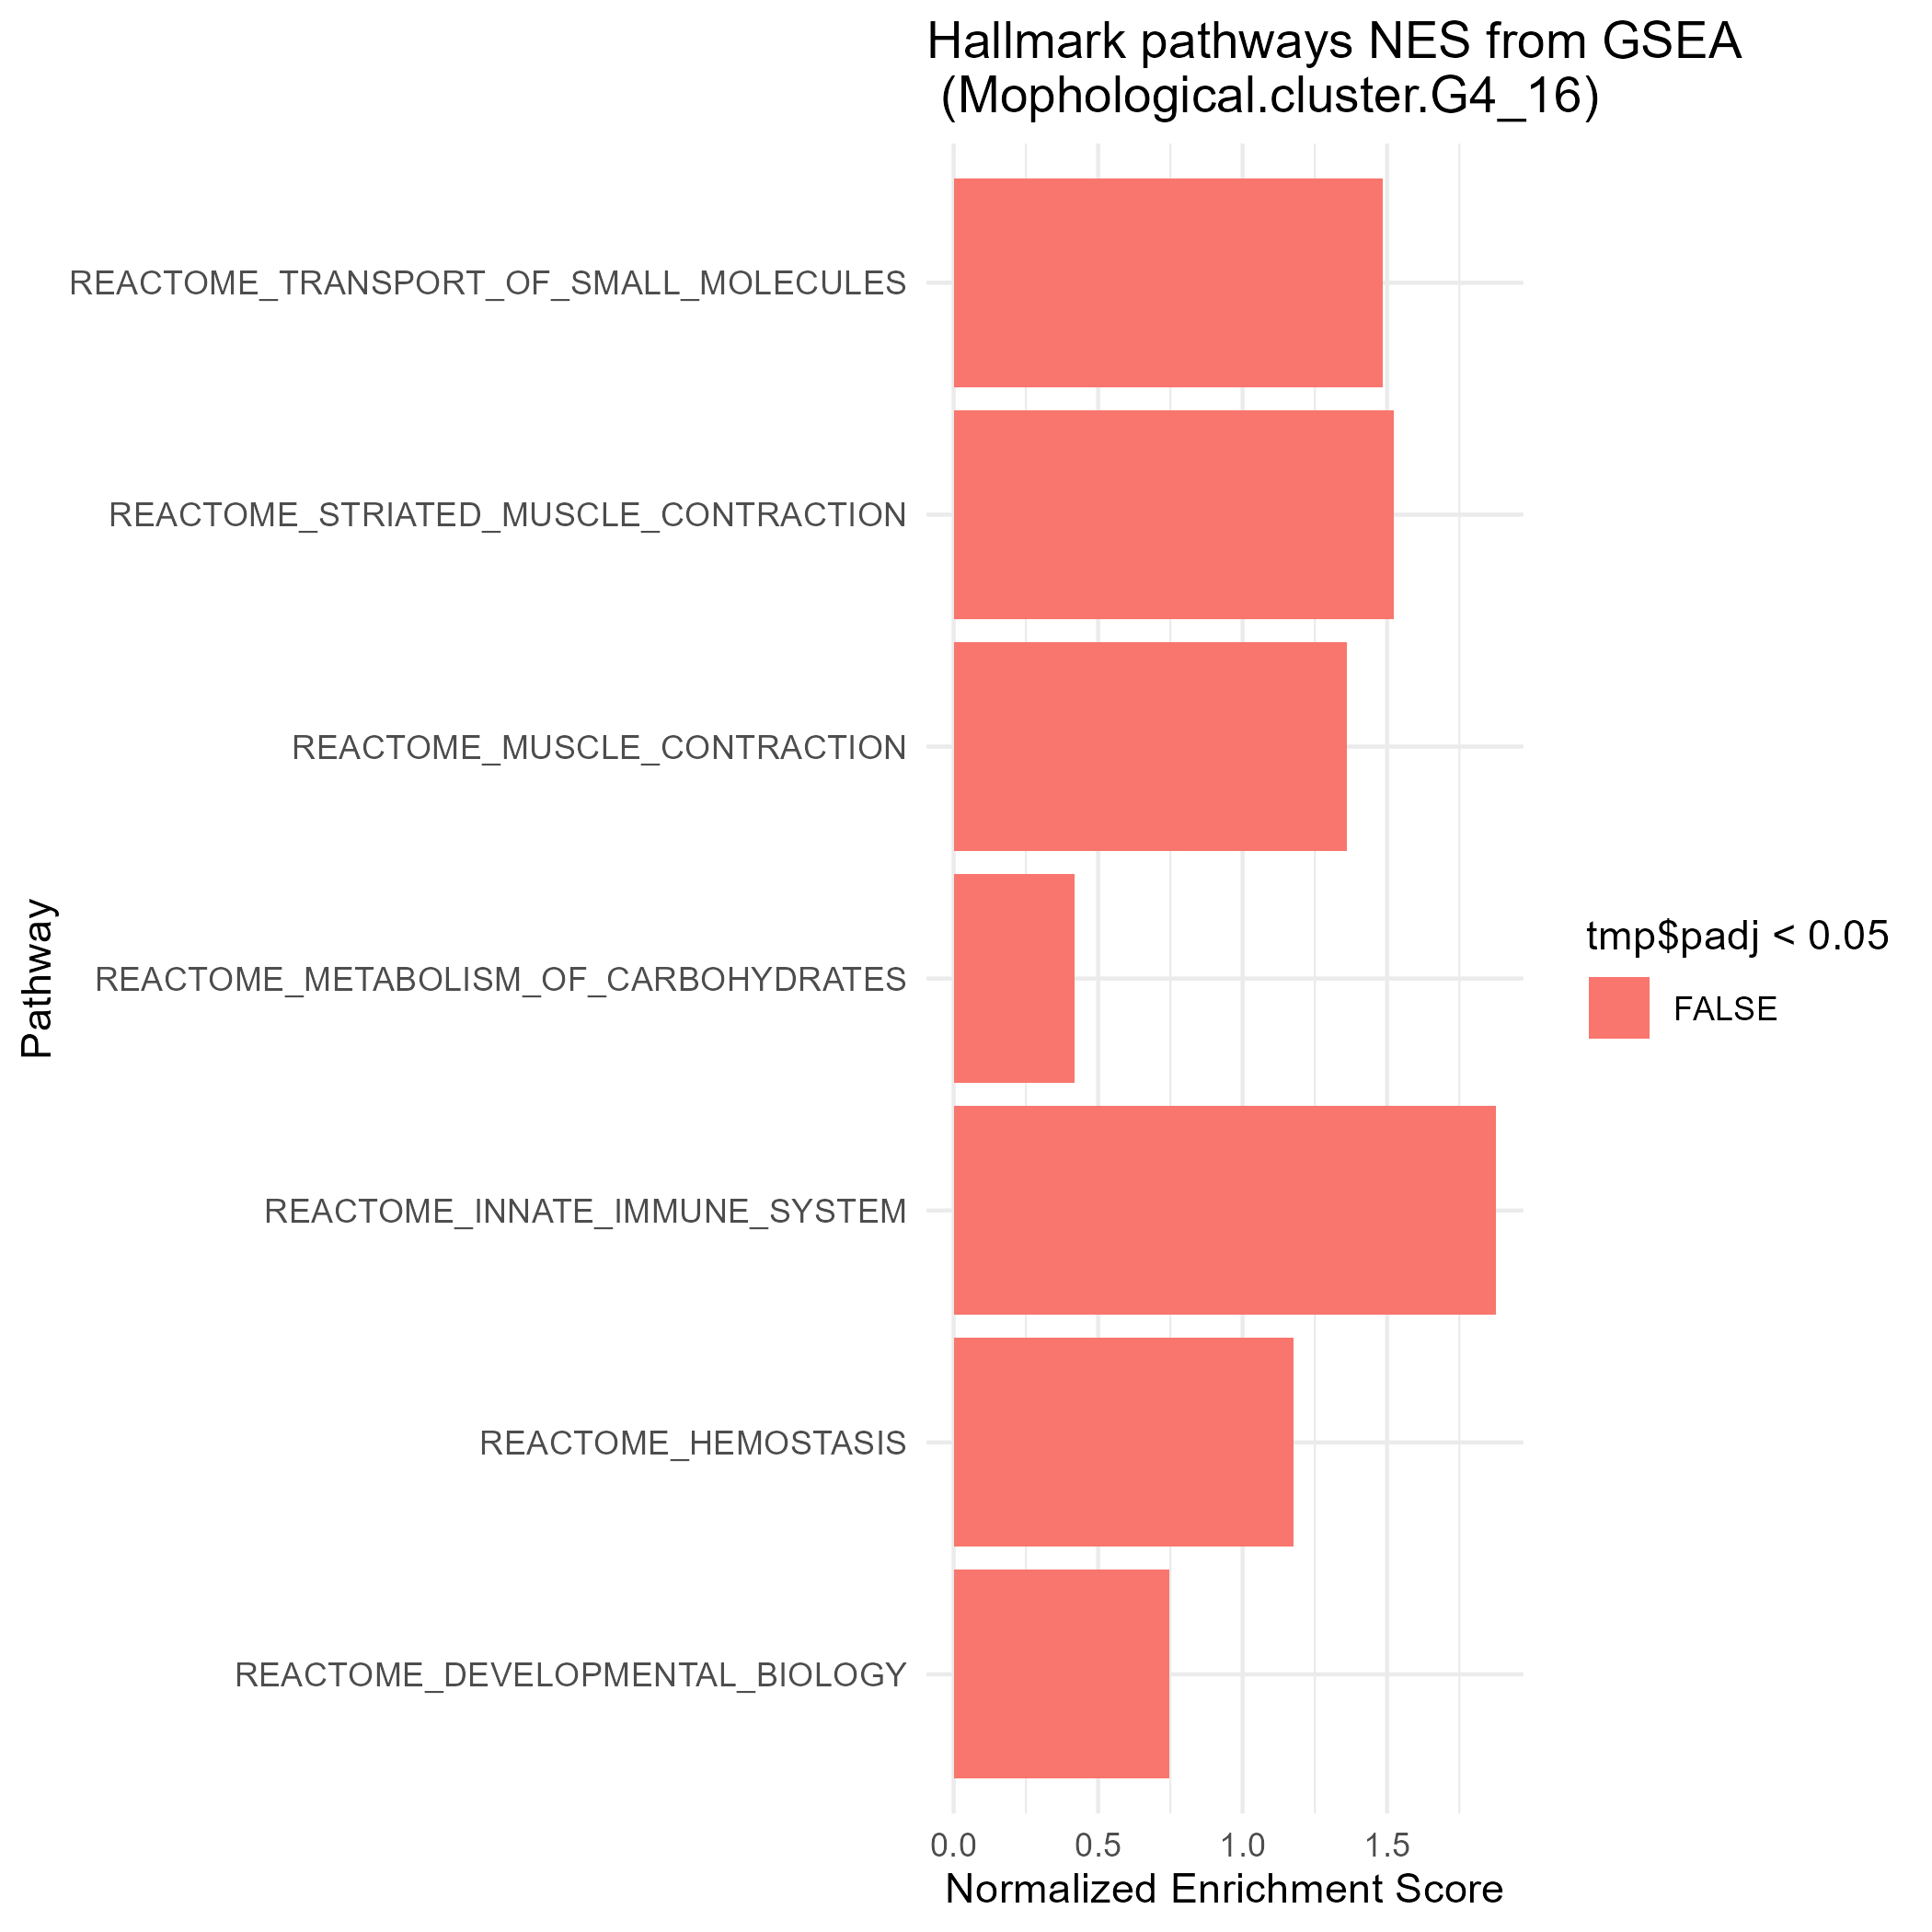 Hallmark pathways NES from GSEA
(Mophological.cluster.G4_16)
REACTOME_TRANSPORT_OF_SMALL_MOLECULES
REACTOME_STRIATED_MUSCLE_CONTRACTION
REACTOME_MUSCLE_CONTRACTION
REACTOME_METABOLISM_OF_CARBOHYDRATES
REACTOME_INNATE_IMMUNE_SYSTEM
REACTOME_HEMOSTASIS
REACTOME_DEVELOPMENTAL_BIOLOGY
Pathway
0.0 0.5 1.0 1.5
Normalized Enrichment Score
tmp$padj < 0.05
FALSE